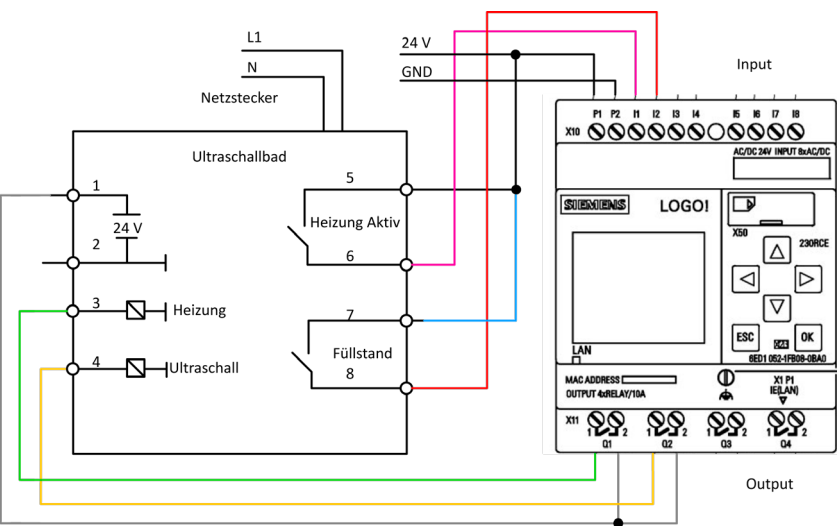 L1
N
Netzstecker
24 V
GND
Input
P1 P2 I1 I2 I3 I4 I5 I6 I7 I8
X10
AC/DC 24V INPUT 8xAC/DC
Ultraschallbad
1
24 V
2
3 Heizung
4 Ultraschall
5
Heizung Aktiv
6
7
Füllstand
8
SIEMENS LOGO!
X50
230RCE
ESC OK
LAN
6ED1 052-1FB08-0BA0
MAC ADDRESS
OUTPUT 4xRELAY/10A
X1 P1
IE(LAN)
X11
1 2 1 2 1 2 1 2
Q1 Q2 Q3 Q4
Output